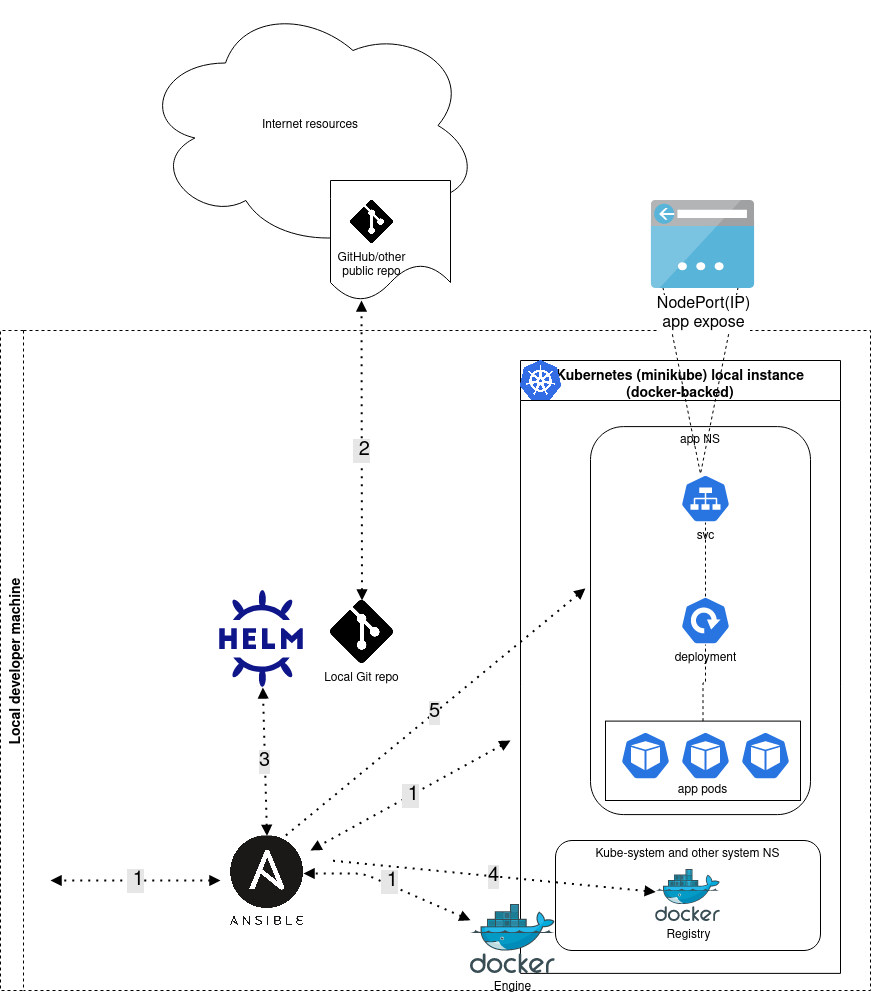 Internet resources
GitHub/other
public repo
NodePort(IP)
app expose
Kubernetes (minikube) local instance
(docker-backed)
app NS
2
svc
HELM
Local Git repo
deployment
Local developer machine
5
3
1
app pods
Kube-system and other system NS
1
1
4
docker
Registry
ANSIBLE
docker
Engine